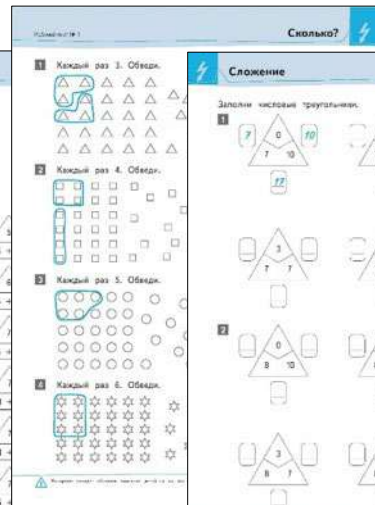 Сколько?
1 Каждый раз 3. Обведи.
2 Каждый раз 4. Обведи.
3 Каждый раз 5. Обведи.
4 Каждый раз 6. Обведи.
Сложение
Заполни числовые треугольники.
1
7 0 10
7 10
17
3
7 7
2
0
8 10
3
8 7